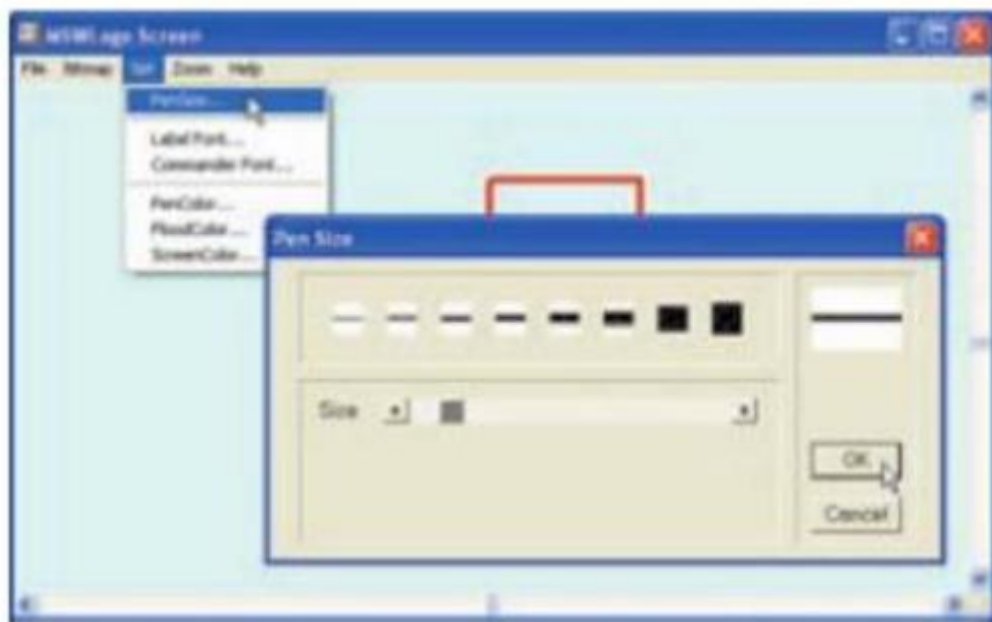 MSWLogo Screen
File Bitmap Set Zoom Help
PenSize...
Label Font...
Commander Font...
PenColor...
FloodColor...
ScreenColor...
Pen Size
Size
OK
Cancel